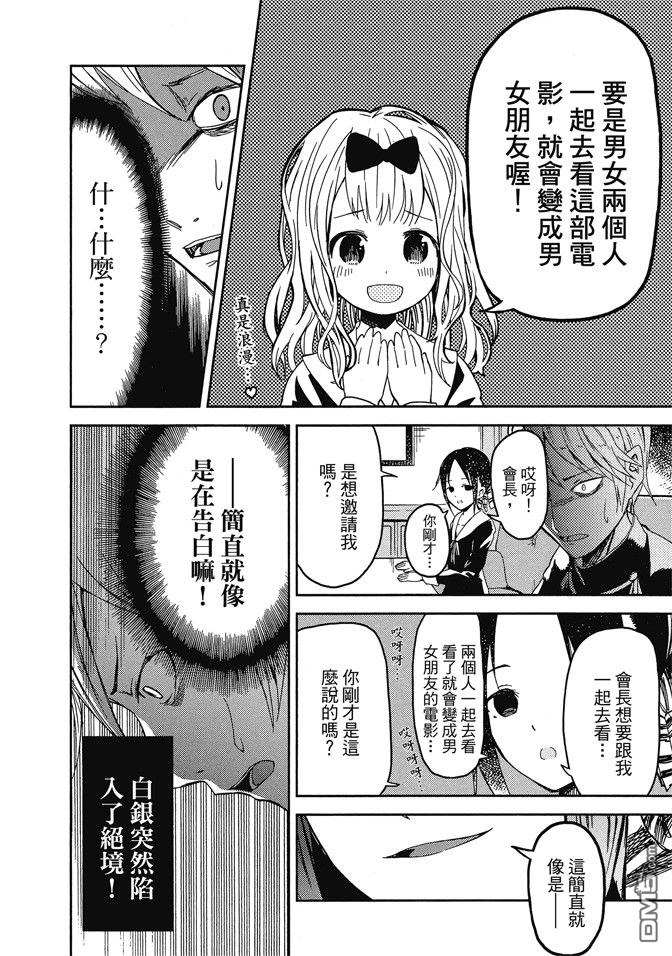 要是男女兩個人
一起去看這部電
影，就會變成男
女朋友喔！
真是浪漫…♥
什…什麼……？
哎呀！
會長，
你剛才…
是想邀請我
嗎？
會長想要跟我
一起去看…
兩個人一起去看
看了就會變成男
女朋友的電影…
哎呀呀…
哎呀呀呀…
你剛才是這
麼說的嗎？
這簡直就
像是——
——簡直就像
是在告白嘛！
白銀突然陷
入了絕境！
DM5.com